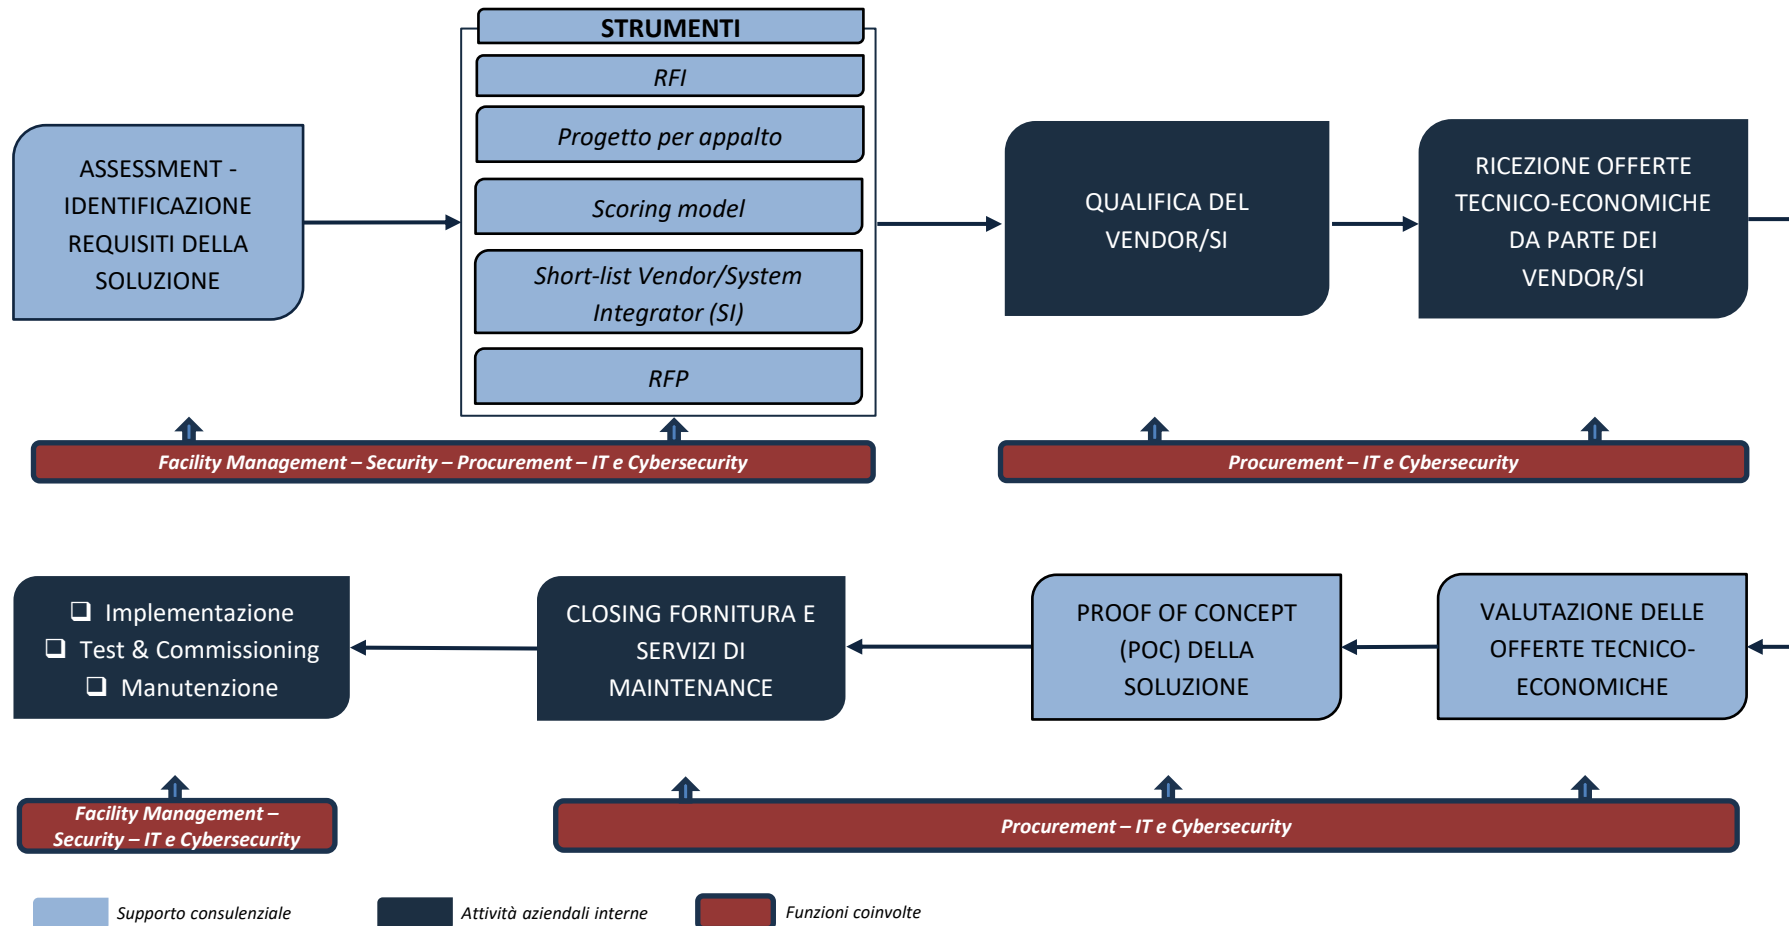 STRUMENTI
RFI
Progetto per appalto
Scoring model
Short-list Vendor/System
Integrator (SI)
RFP
ASSESSMENT -
IDENTIFICAZIONE
REQUISITI DELLA
SOLUZIONE
QUALIFICA DEL
VENDOR/SI
RICEZIONE OFFERTE
TECNICO-ECONOMICHE
DA PARTE DEI
VENDOR/SI
Facility Management – Security – Procurement – IT e Cybersecurity
Procurement – IT e Cybersecurity
❑ Implementazione
❑ Test & Commissioning
❑ Manutenzione
CLOSING FORNITURA E
SERVIZI DI
MAINTENANCE
PROOF OF CONCEPT
(POC) DELLA
SOLUZIONE
VALUTAZIONE DELLE
OFFERTE TECNICO-
ECONOMICHE
Facility Management –
Security – IT e Cybersecurity
Procurement – IT e Cybersecurity
Supporto consulenziale
Attività aziendali interne
Funzioni coinvolte